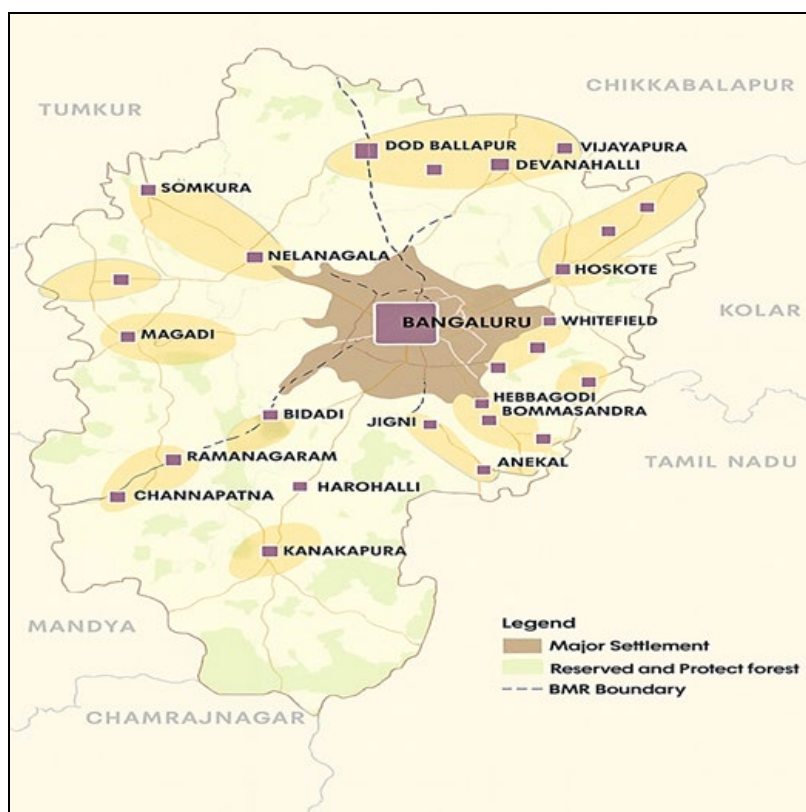 CHIKKABALAPUR
TUMKUR
DOD BALLAPUR
VIJAYAPURA
DEVANAHALLI
SÖMKURA
NELANAGALA
HOSKOTE
KOLAR
BANGALURU
WHITEFIELD
MAGADI
HEBBAGODI
BIDADI
JIGNI
BOMMASANDRA
RAMANAGARAM
ANEKAL
TAMIL NADU
CHANNAPATNA
HAROHALLI
KANAKAPURA
MANDYA
CHAMRAJNAGAR
Legend
Major Settlement
Reserved and Protect forest
BMR Boundary